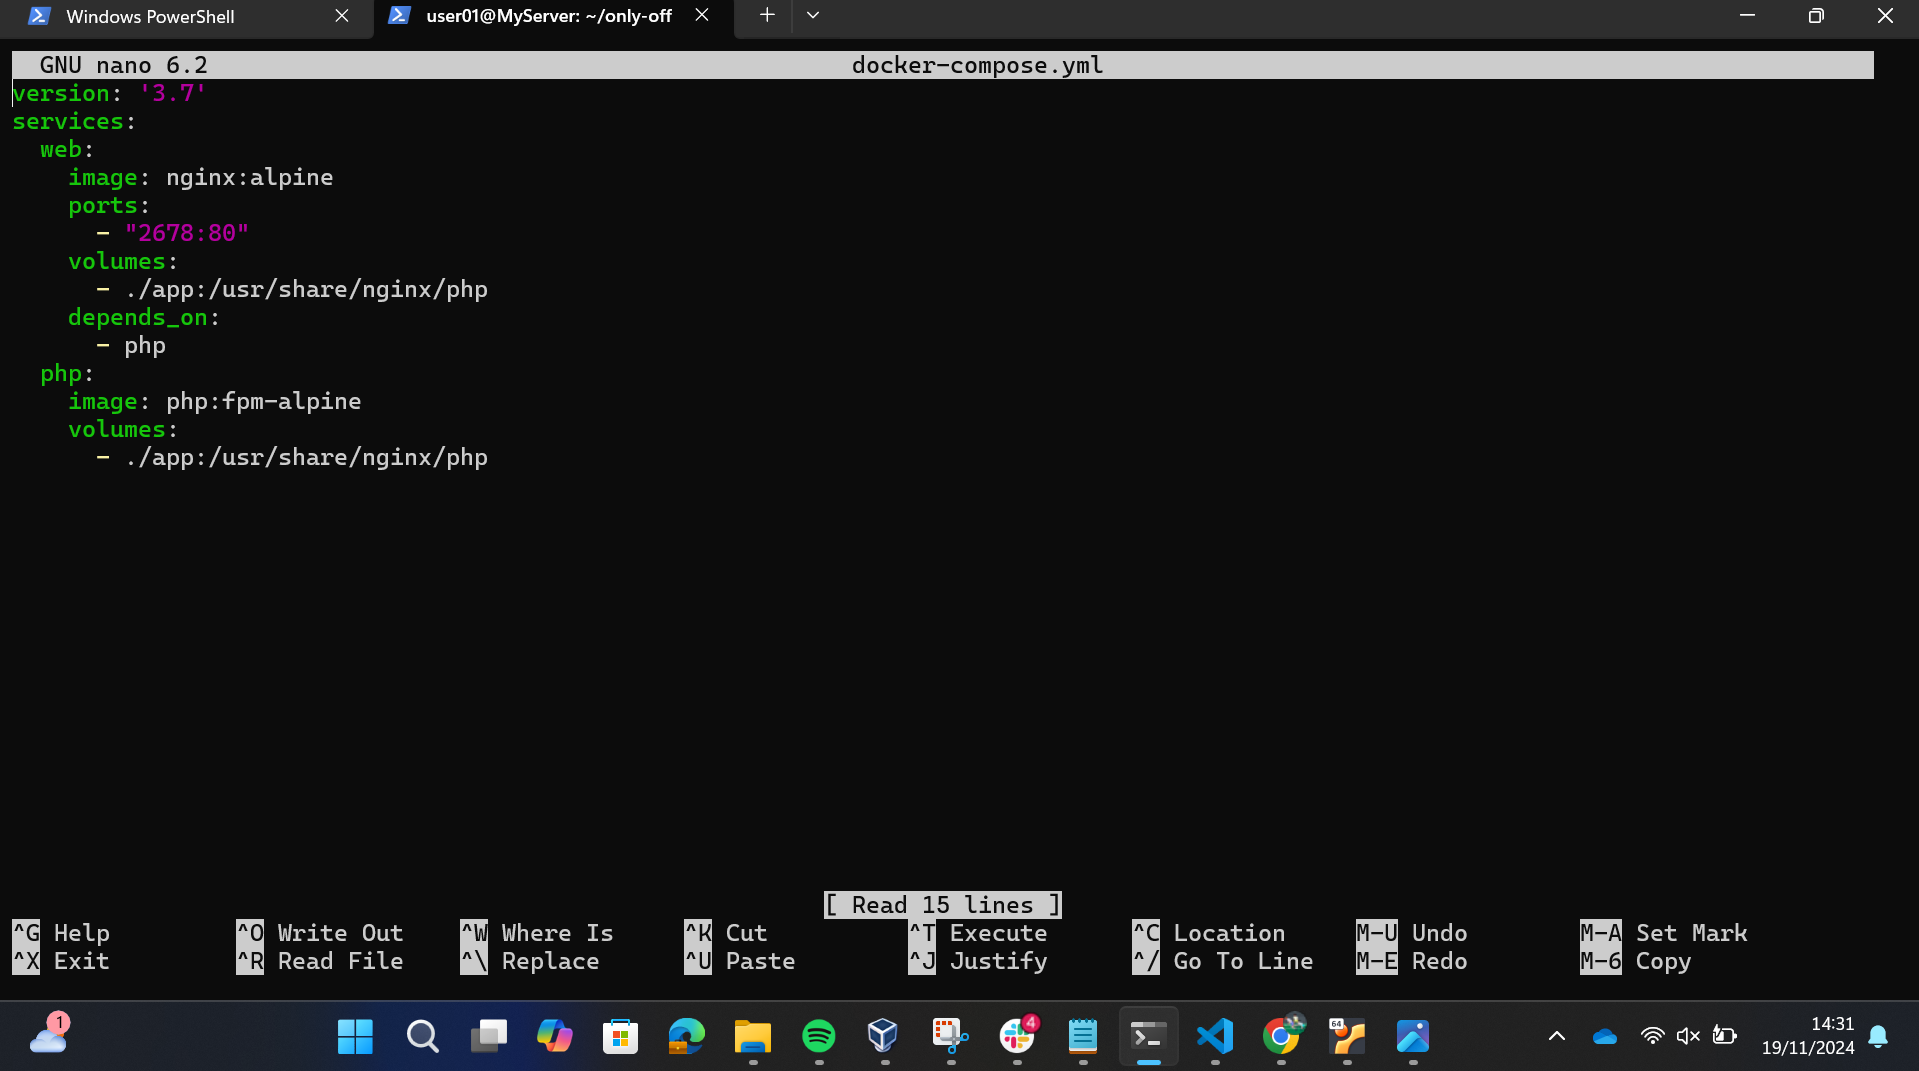 Windows PowerShell
user01@MyServer: ~/only-off
GNU nano 6.2 docker-compose.yml
version: '3.7'
services:
  web:
    image: nginx:alpine
    ports:
      - "2678:80"
    volumes:
      - ./app:/usr/share/nginx/php
    depends_on:
      - php
  php:
    image: php:fpm-alpine
    volumes:
      - ./app:/usr/share/nginx/php
[ Read 15 lines ]
^G Help ^O Write Out ^W Where Is ^K Cut ^T Execute ^C Location M-U Undo M-A Set Mark
^X Exit ^R Read File ^\ Replace ^U Paste ^J Justify ^/ Go To Line M-E Redo M-6 Copy
1
4
64
14:31
19/11/2024